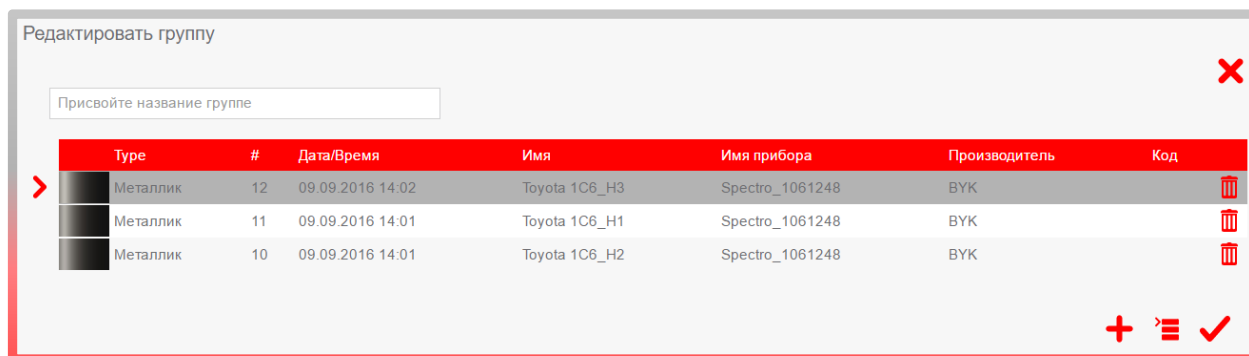 Редактировать группу
Присвойте название группе
Type # Дата/Время Имя Имя прибора Производитель Код
Металлик 12 09.09.2016 14:02 Toyota 1C6_H3 Spectro_1061248 BYK
Металлик 11 09.09.2016 14:01 Toyota 1C6_H1 Spectro_1061248 BYK
Металлик 10 09.09.2016 14:01 Toyota 1C6_H2 Spectro_1061248 BYK